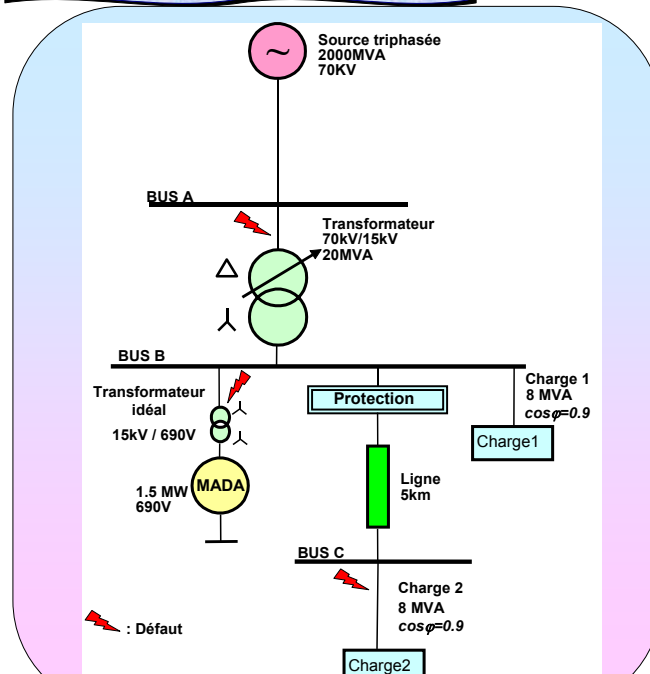 Source triphasée
2000MVA
70KV
~
BUS A
Transformateur
70kV/15kV
20MVA
BUS B
Transformateur
idéal
15kV / 690V
Protection
Charge 1
8 MVA
cosφ=0.9
Charge1
1.5 MW
690V
MADA
Ligne
5km
BUS C
Charge 2
8 MVA
cosφ=0.9
: Défaut
Charge2